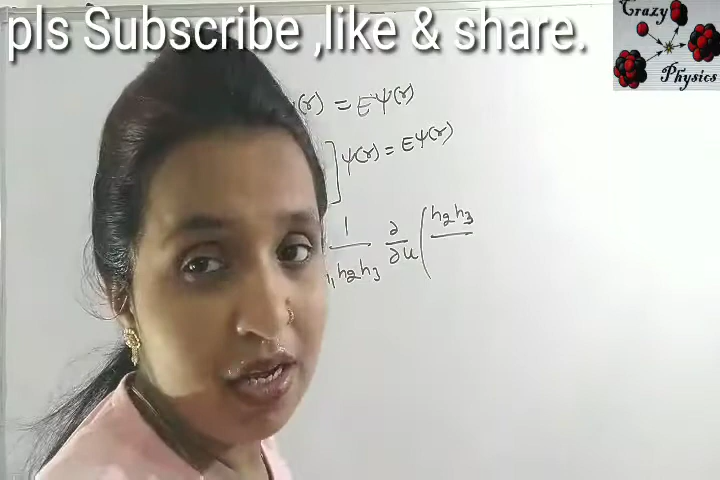 pls Subscribe ,like & share.
Crazy
Physics
(r) = Eψ(r)
] ψ(r) = Eψ(r)
1 ∂ ( h₂h₃
h₂h₃ ∂u